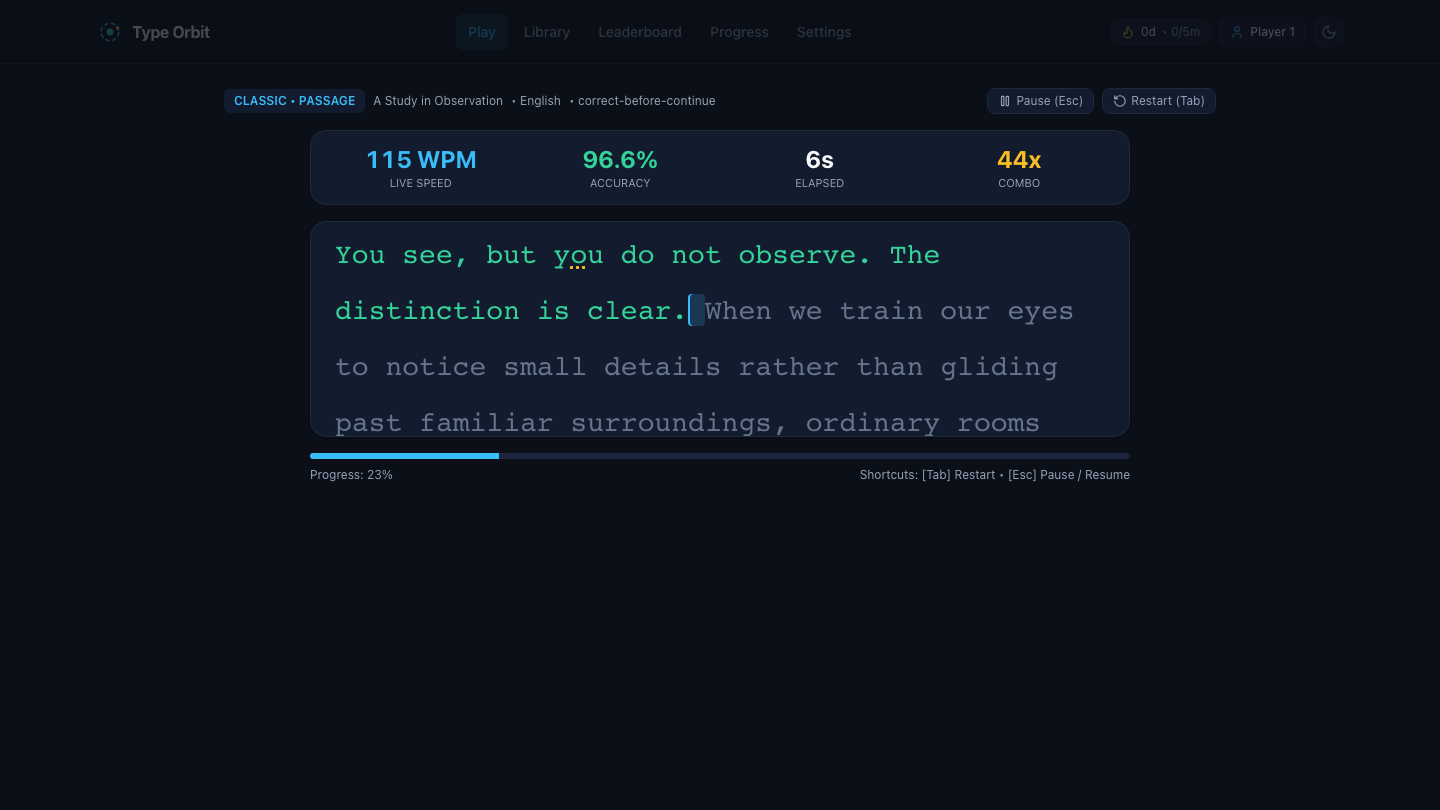 Type Orbit
Play Library Leaderboard Progress Settings
0d • 0/5m
Player 1
CLASSIC • PASSAGE A Study in Observation • English • correct-before-continue
Pause (Esc) Restart (Tab)
115 WPM 96.6% 6s 44x
LIVE SPEED ACCURACY ELAPSED COMBO
You see, but you do not observe. The
distinction is clear. When we train our eyes
to notice small details rather than gliding
past familiar surroundings, ordinary rooms
Progress: 23% Shortcuts: [Tab] Restart • [Esc] Pause / Resume